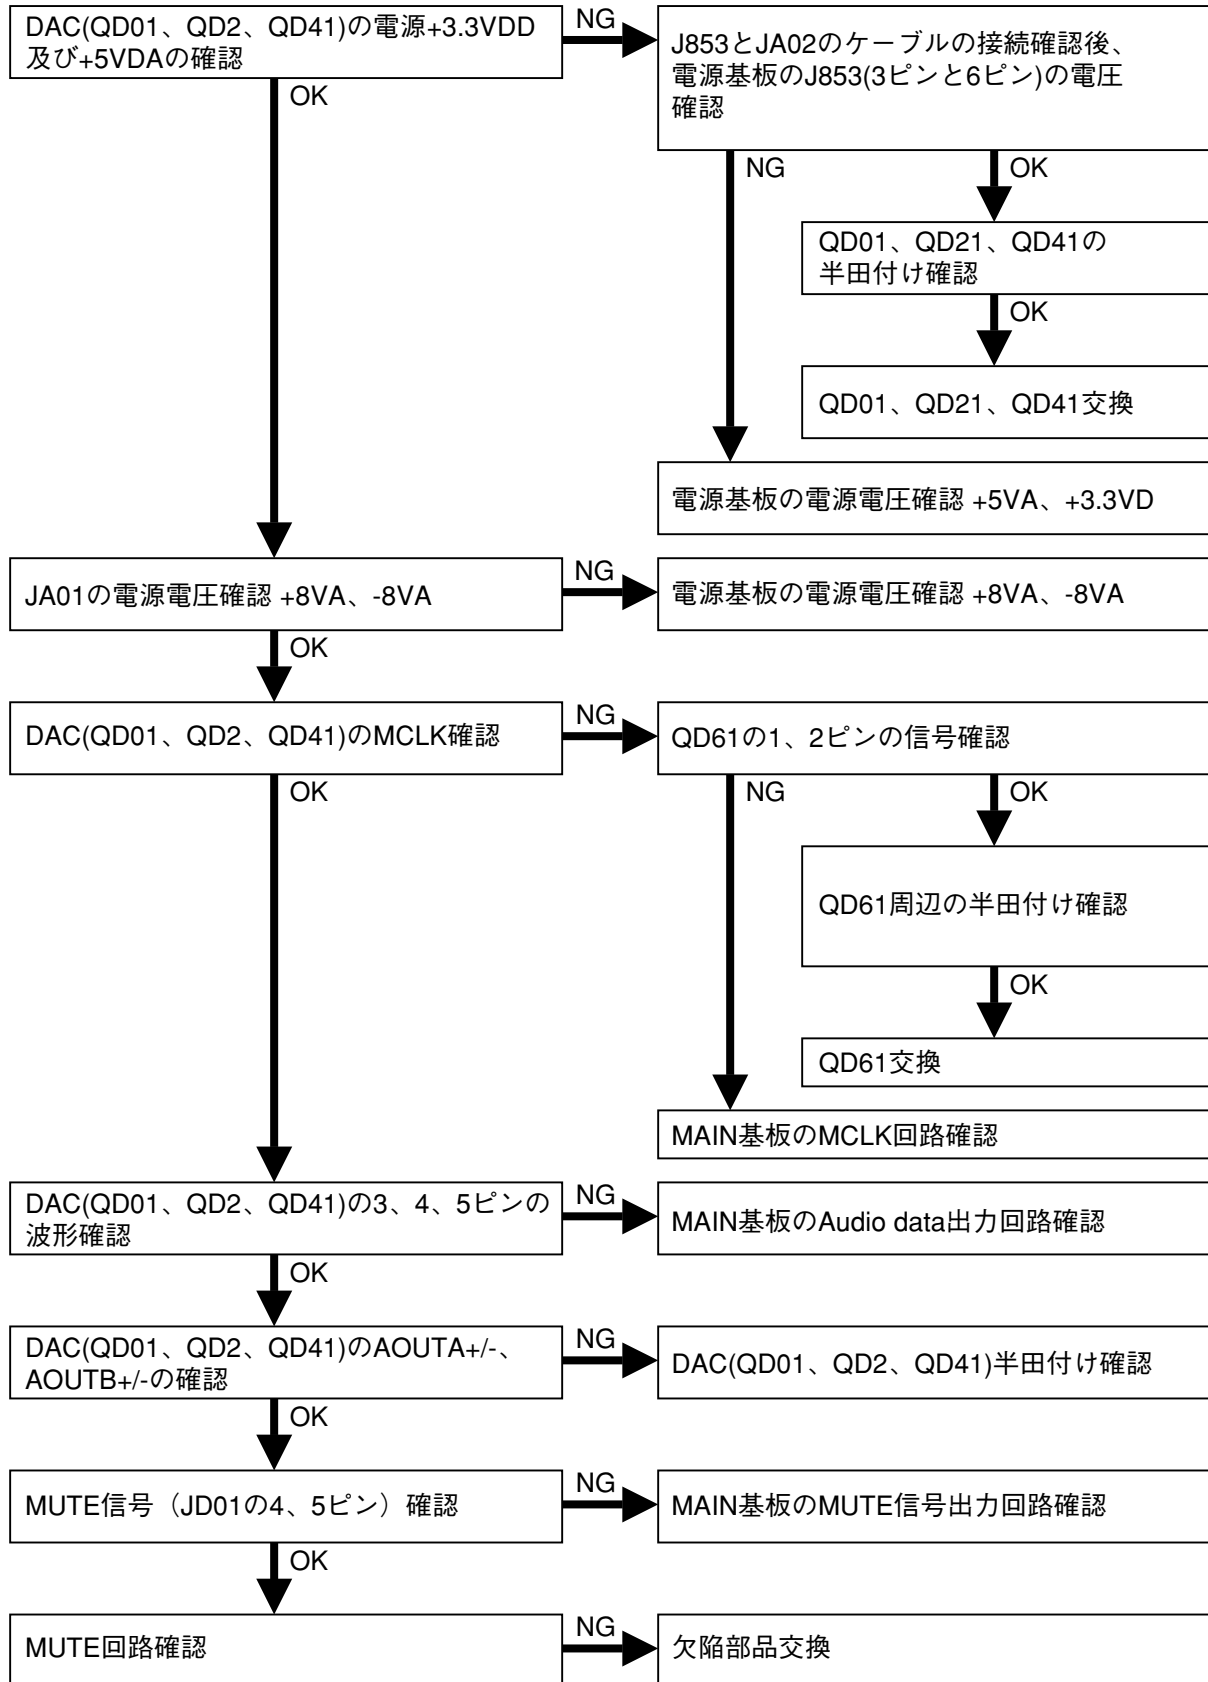 DAC(QD01、QD2、QD41)の電源+3.3VDD
及び+5VDAの確認
NG
J853とJA02のケーブルの接続確認後、
電源基板のJ853(3ピンと6ピン)の電圧
確認
OK
NG
OK
QD01、QD21、QD41の
半田付け確認
OK
QD01、QD21、QD41交換
電源基板の電源電圧確認 +5VA、+3.3VD
JA01の電源電圧確認 +8VA、-8VA
NG
電源基板の電源電圧確認 +8VA、-8VA
OK
DAC(QD01、QD2、QD41)のMCLK確認
NG
QD61の1、2ピンの信号確認
OK
NG
OK
QD61周辺の半田付け確認
OK
QD61交換
MAIN基板のMCLK回路確認
DAC(QD01、QD2、QD41)の3、4、5ピンの
波形確認
NG
MAIN基板のAudio data出力回路確認
OK
DAC(QD01、QD2、QD41)のAOUTA+/-、
AOUTB+/-の確認
NG
DAC(QD01、QD2、QD41)半田付け確認
OK
MUTE信号（JD01の4、5ピン）確認
NG
MAIN基板のMUTE信号出力回路確認
OK
MUTE回路確認
NG
欠陥部品交換